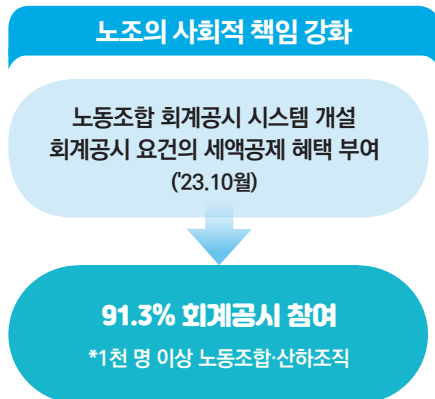 노조의 사회적 책임 강화
노동조합 회계공시 시스템 개설
회계공시 요건의 세액공제 혜택 부여
('23.10월)
91.3% 회계공시 참여
*1천 명 이상 노동조합·산하조직